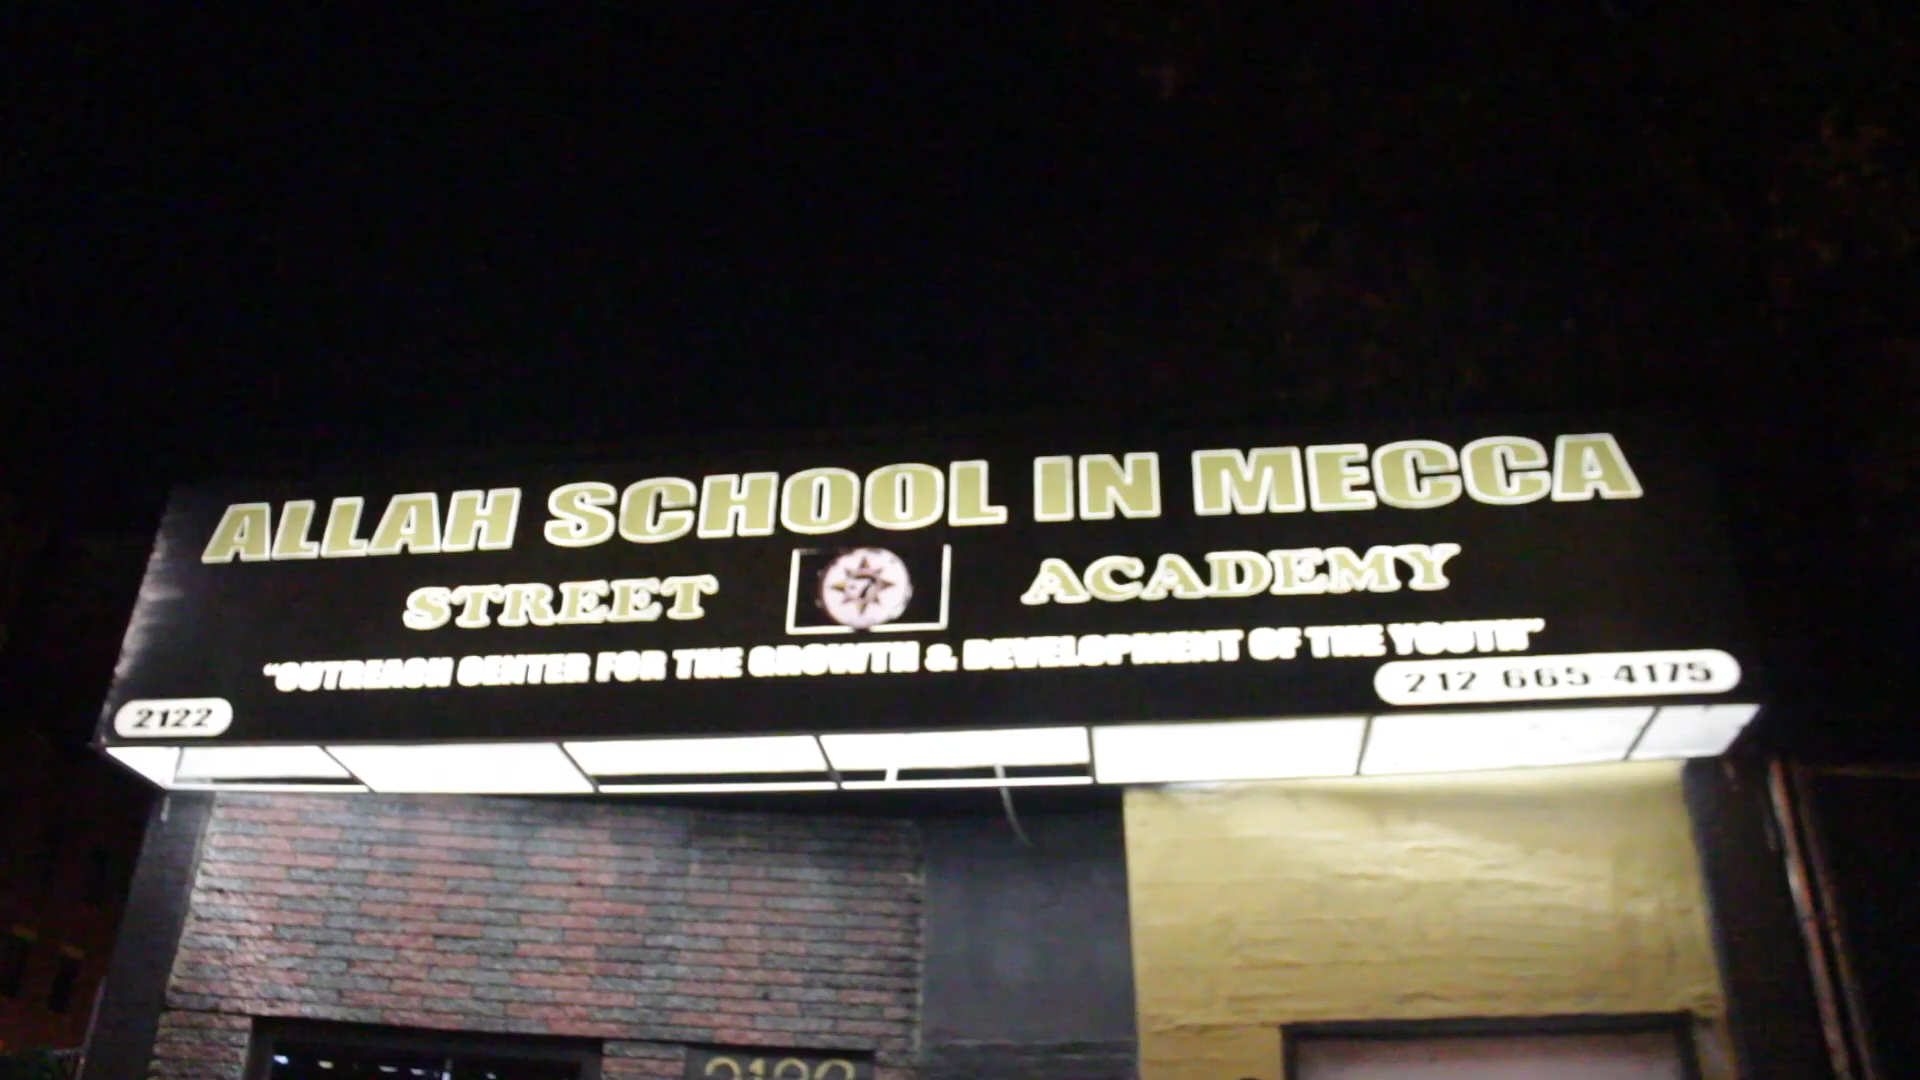 ALLAH SCHOOL IN MECCA
STREET 7 ACADEMY
"OUTREACH CENTER FOR THE GROWTH & DEVELOPMENT OF THE YOUTH"
212-665-4175
2122
2122